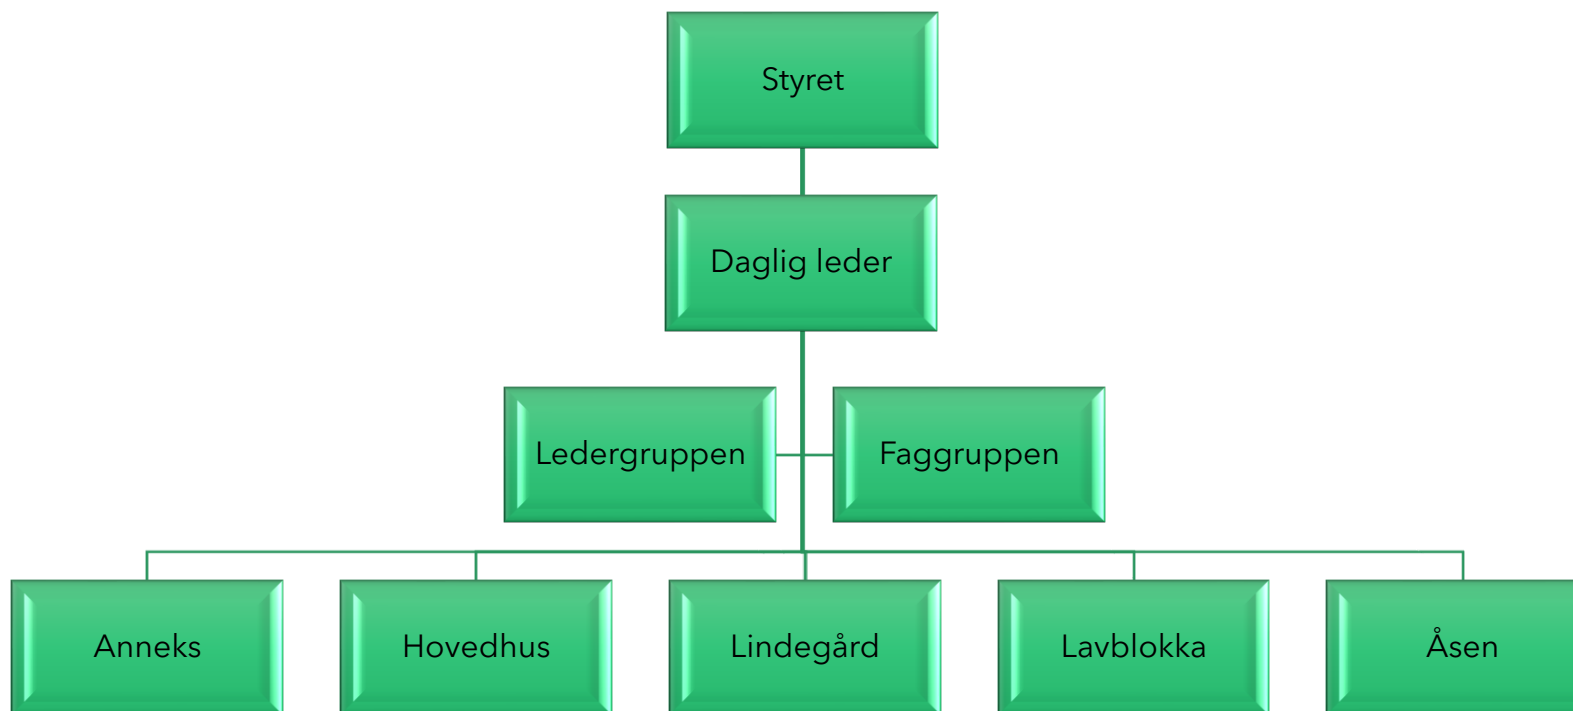 Styret
Daglig leder
Ledergruppen
Faggruppen
Anneks
Hovedhus
Lindegård
Lavblokka
Åsen